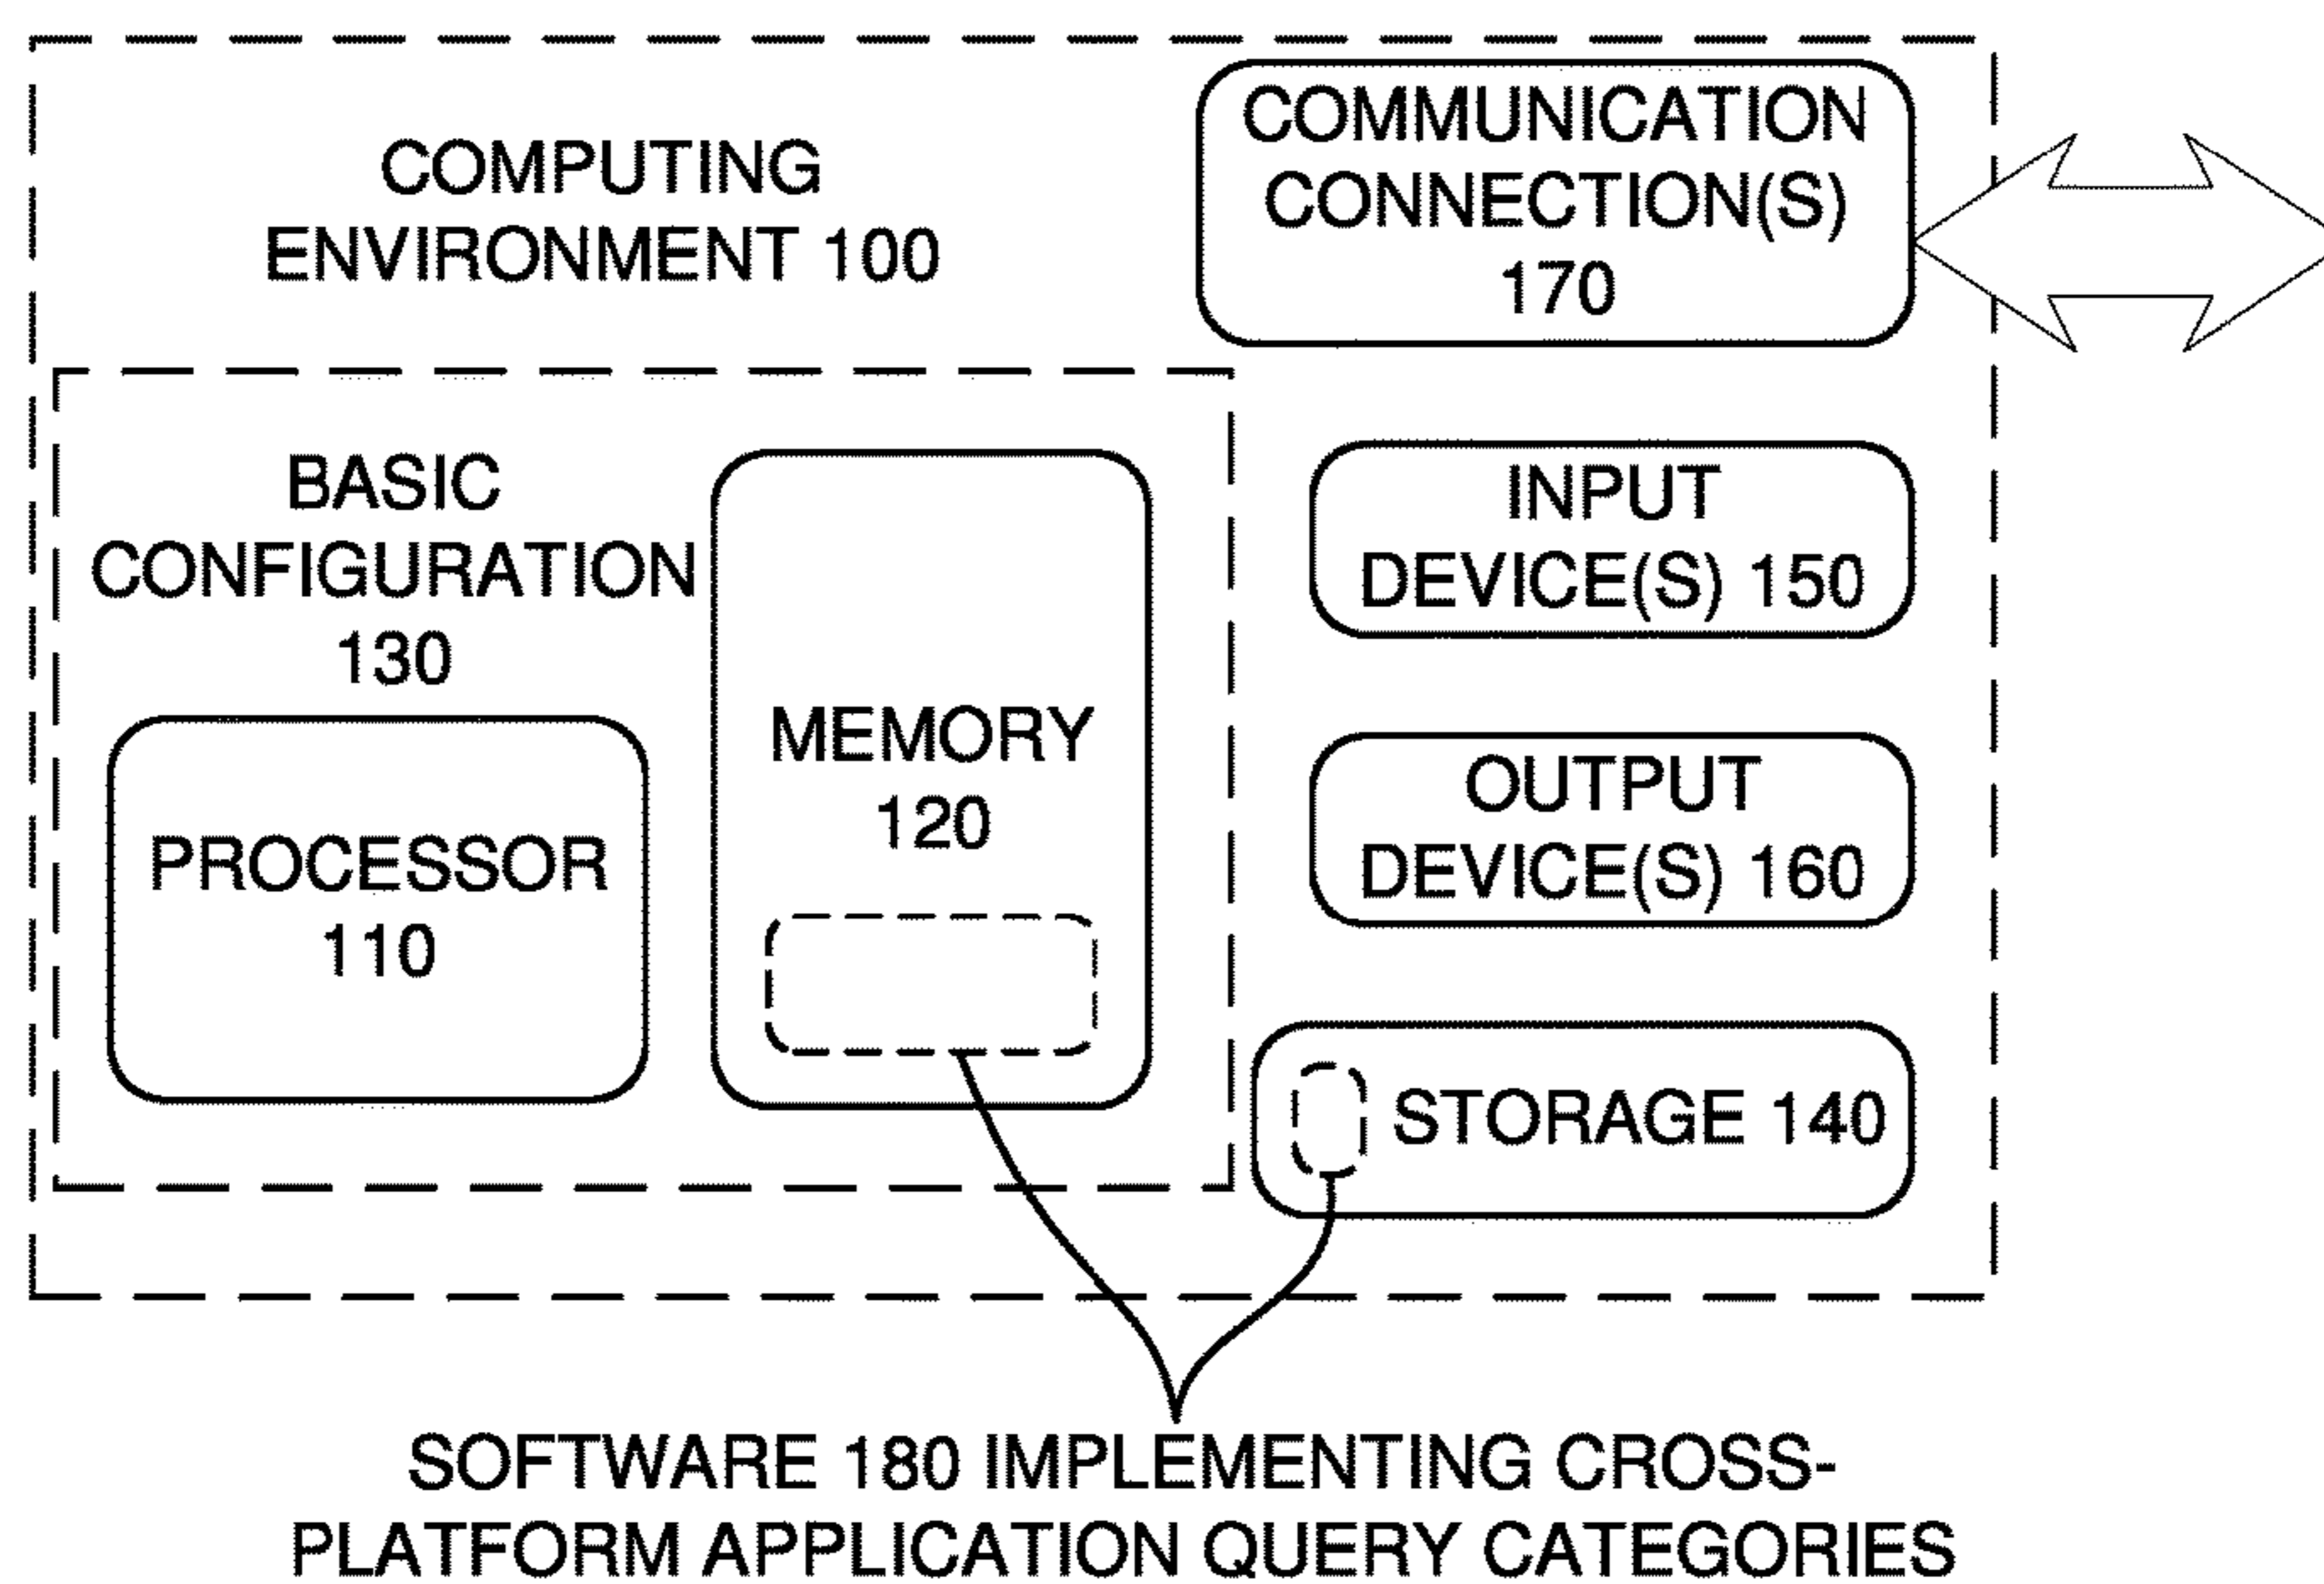 COMPUTING
ENVIRONMENT 100
COMMUNICATION
CONNECTION(S)
170
BASIC
CONFIGURATION
130
PROCESSOR
110
MEMORY
120
INPUT
DEVICE(S) 150
OUTPUT
DEVICE(S) 160
STORAGE 140
SOFTWARE 180 IMPLEMENTING CROSS-
PLATFORM APPLICATION QUERY CATEGORIES